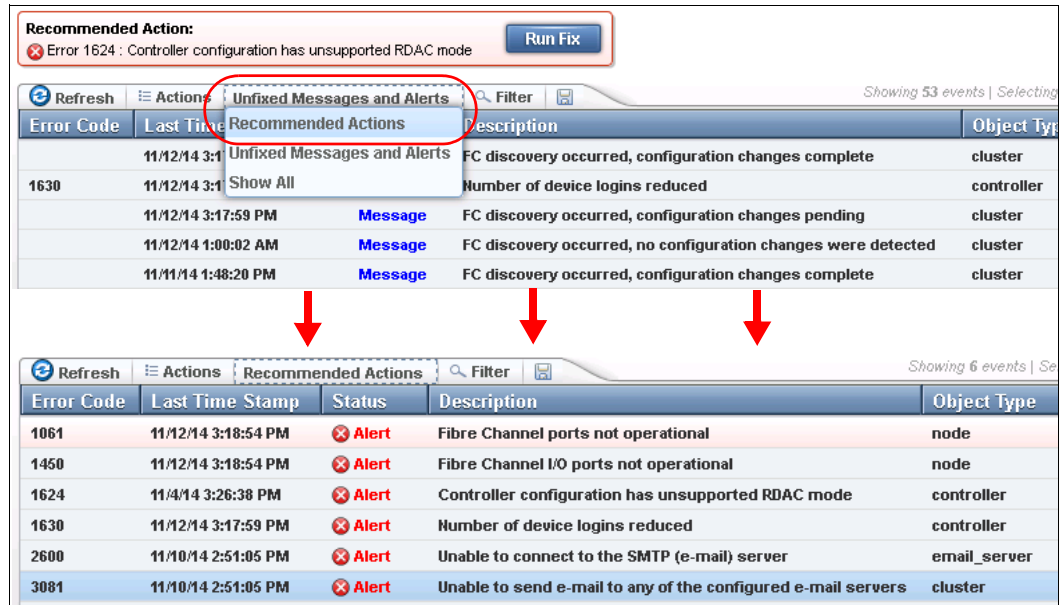 Recommended Action:
Error 1624 : Controller configuration has unsupported RDAC mode
Run Fix
Refresh Actions Unfixed Messages and Alerts Filter Showing 53 events | Selecting
Error Code Last Time Description Object Typ
Recommended Actions
Unfixed Messages and Alerts
Show All
11/12/14 3:1 FC discovery occurred, configuration changes complete cluster
1630 11/12/14 3:1 Number of device logins reduced controller
11/12/14 3:17:59 PM Message FC discovery occurred, configuration changes pending cluster
11/12/14 1:00:02 AM Message FC discovery occurred, no configuration changes were detected cluster
11/11/14 1:48:20 PM Message FC discovery occurred, configuration changes complete cluster
Refresh Actions Recommended Actions Filter Showing 6 events | Se
Error Code Last Time Stamp Status Description Object Type
1061 11/12/14 3:18:54 PM Alert Fibre Channel ports not operational node
1450 11/12/14 3:18:54 PM Alert Fibre Channel I/O ports not operational node
1624 11/4/14 3:26:38 PM Alert Controller configuration has unsupported RDAC mode controller
1630 11/12/14 3:17:59 PM Alert Number of device logins reduced controller
2600 11/10/14 2:51:05 PM Alert Unable to connect to the SMTP (e-mail) server email_server
3081 11/10/14 2:51:05 PM Alert Unable to send e-mail to any of the configured e-mail servers cluster